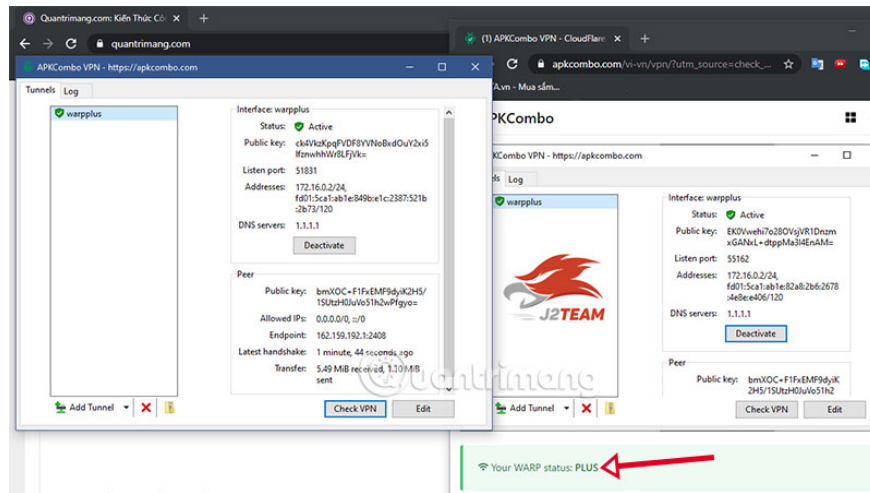 Quantrimang.com: Kiến Thức Cô
quantrimang.com
(1) APKCombo VPN - CloudFlare
apkcombo.com/vi-vn/vpn/?utm_source=check_...
A.vn - Mua sắm...
APKCombo VPN - https://apkcombo.com
Tunnels Log
warpplus
Interface: warpplus
Status: Active
Public key: ck4VkzKpqFVDF8YVNoBxdOuY2xi5
lfznwhhWr8LFjVk=
Listen port: 51831
Addresses: 172.16.0.2/24,
fd01:5ca1:ab1e:849b:e1c:2387:521b
:2b73/120
DNS servers: 1.1.1.1
Deactivate
Peer
Public key: bmXOC+F1FxEMF9dyiK2H5/
1SUtzH0JuVo51h2wPfgyo=
Allowed IPs: 0.0.0.0/0, ::/0
Endpoint: 162.159.192.1:2408
Latest handshake: 1 minute, 44 seconds ago
Transfer: 5.49 MiB received, 1.10 MiB
sent
Add Tunnel
Check VPN Edit
PKCombo
KCombo VPN - https://apkcombo.com
els Log
warpplus
J2TEAM
Interface: warpplus
Status: Active
Public key: EK0Vwehi7o28OVsjVR1Dnzm
xGANxL+dtppMa3l4EnAM=
Listen port: 55162
Addresses: 172.16.0.2/24,
fd01:5ca1:ab1e:82a8:2b6:2678
:4e8e:e406/120
DNS servers: 1.1.1.1
Deactivate
Peer
Public key: bmXOC+F1FxEMF9dyiK
2H5/1SUtzH0JuVo51h2
Add Tunnel
Check VPN Edit
Quantrimang
Your WARP status: PLUS